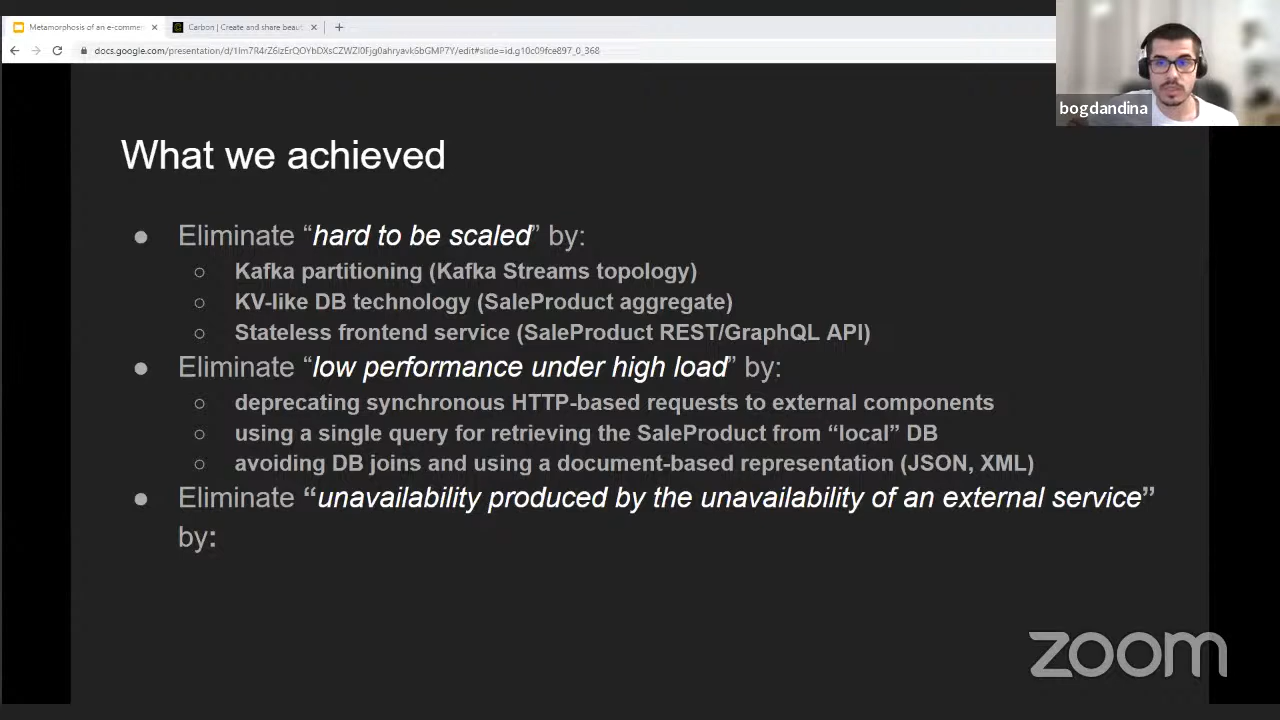 Metamorphosis of an e-comme
Carbon | Create and share beaut
docs.google.com/presentation/d/1Im7R4rZ6lzErQOYbDXsCZWZI0Fjg0ahryavk6bGMP7Y/edit#slide=id.g10c09fce897_0_368
bogdandina
What we achieved
● Eliminate “hard to be scaled” by:
○ Kafka partitioning (Kafka Streams topology)
○ KV-like DB technology (SaleProduct aggregate)
○ Stateless frontend service (SaleProduct REST/GraphQL API)
● Eliminate “low performance under high load” by:
○ deprecating synchronous HTTP-based requests to external components
○ using a single query for retrieving the SaleProduct from “local” DB
○ avoiding DB joins and using a document-based representation (JSON, XML)
● Eliminate “unavailability produced by the unavailability of an external service”
by:
zoom